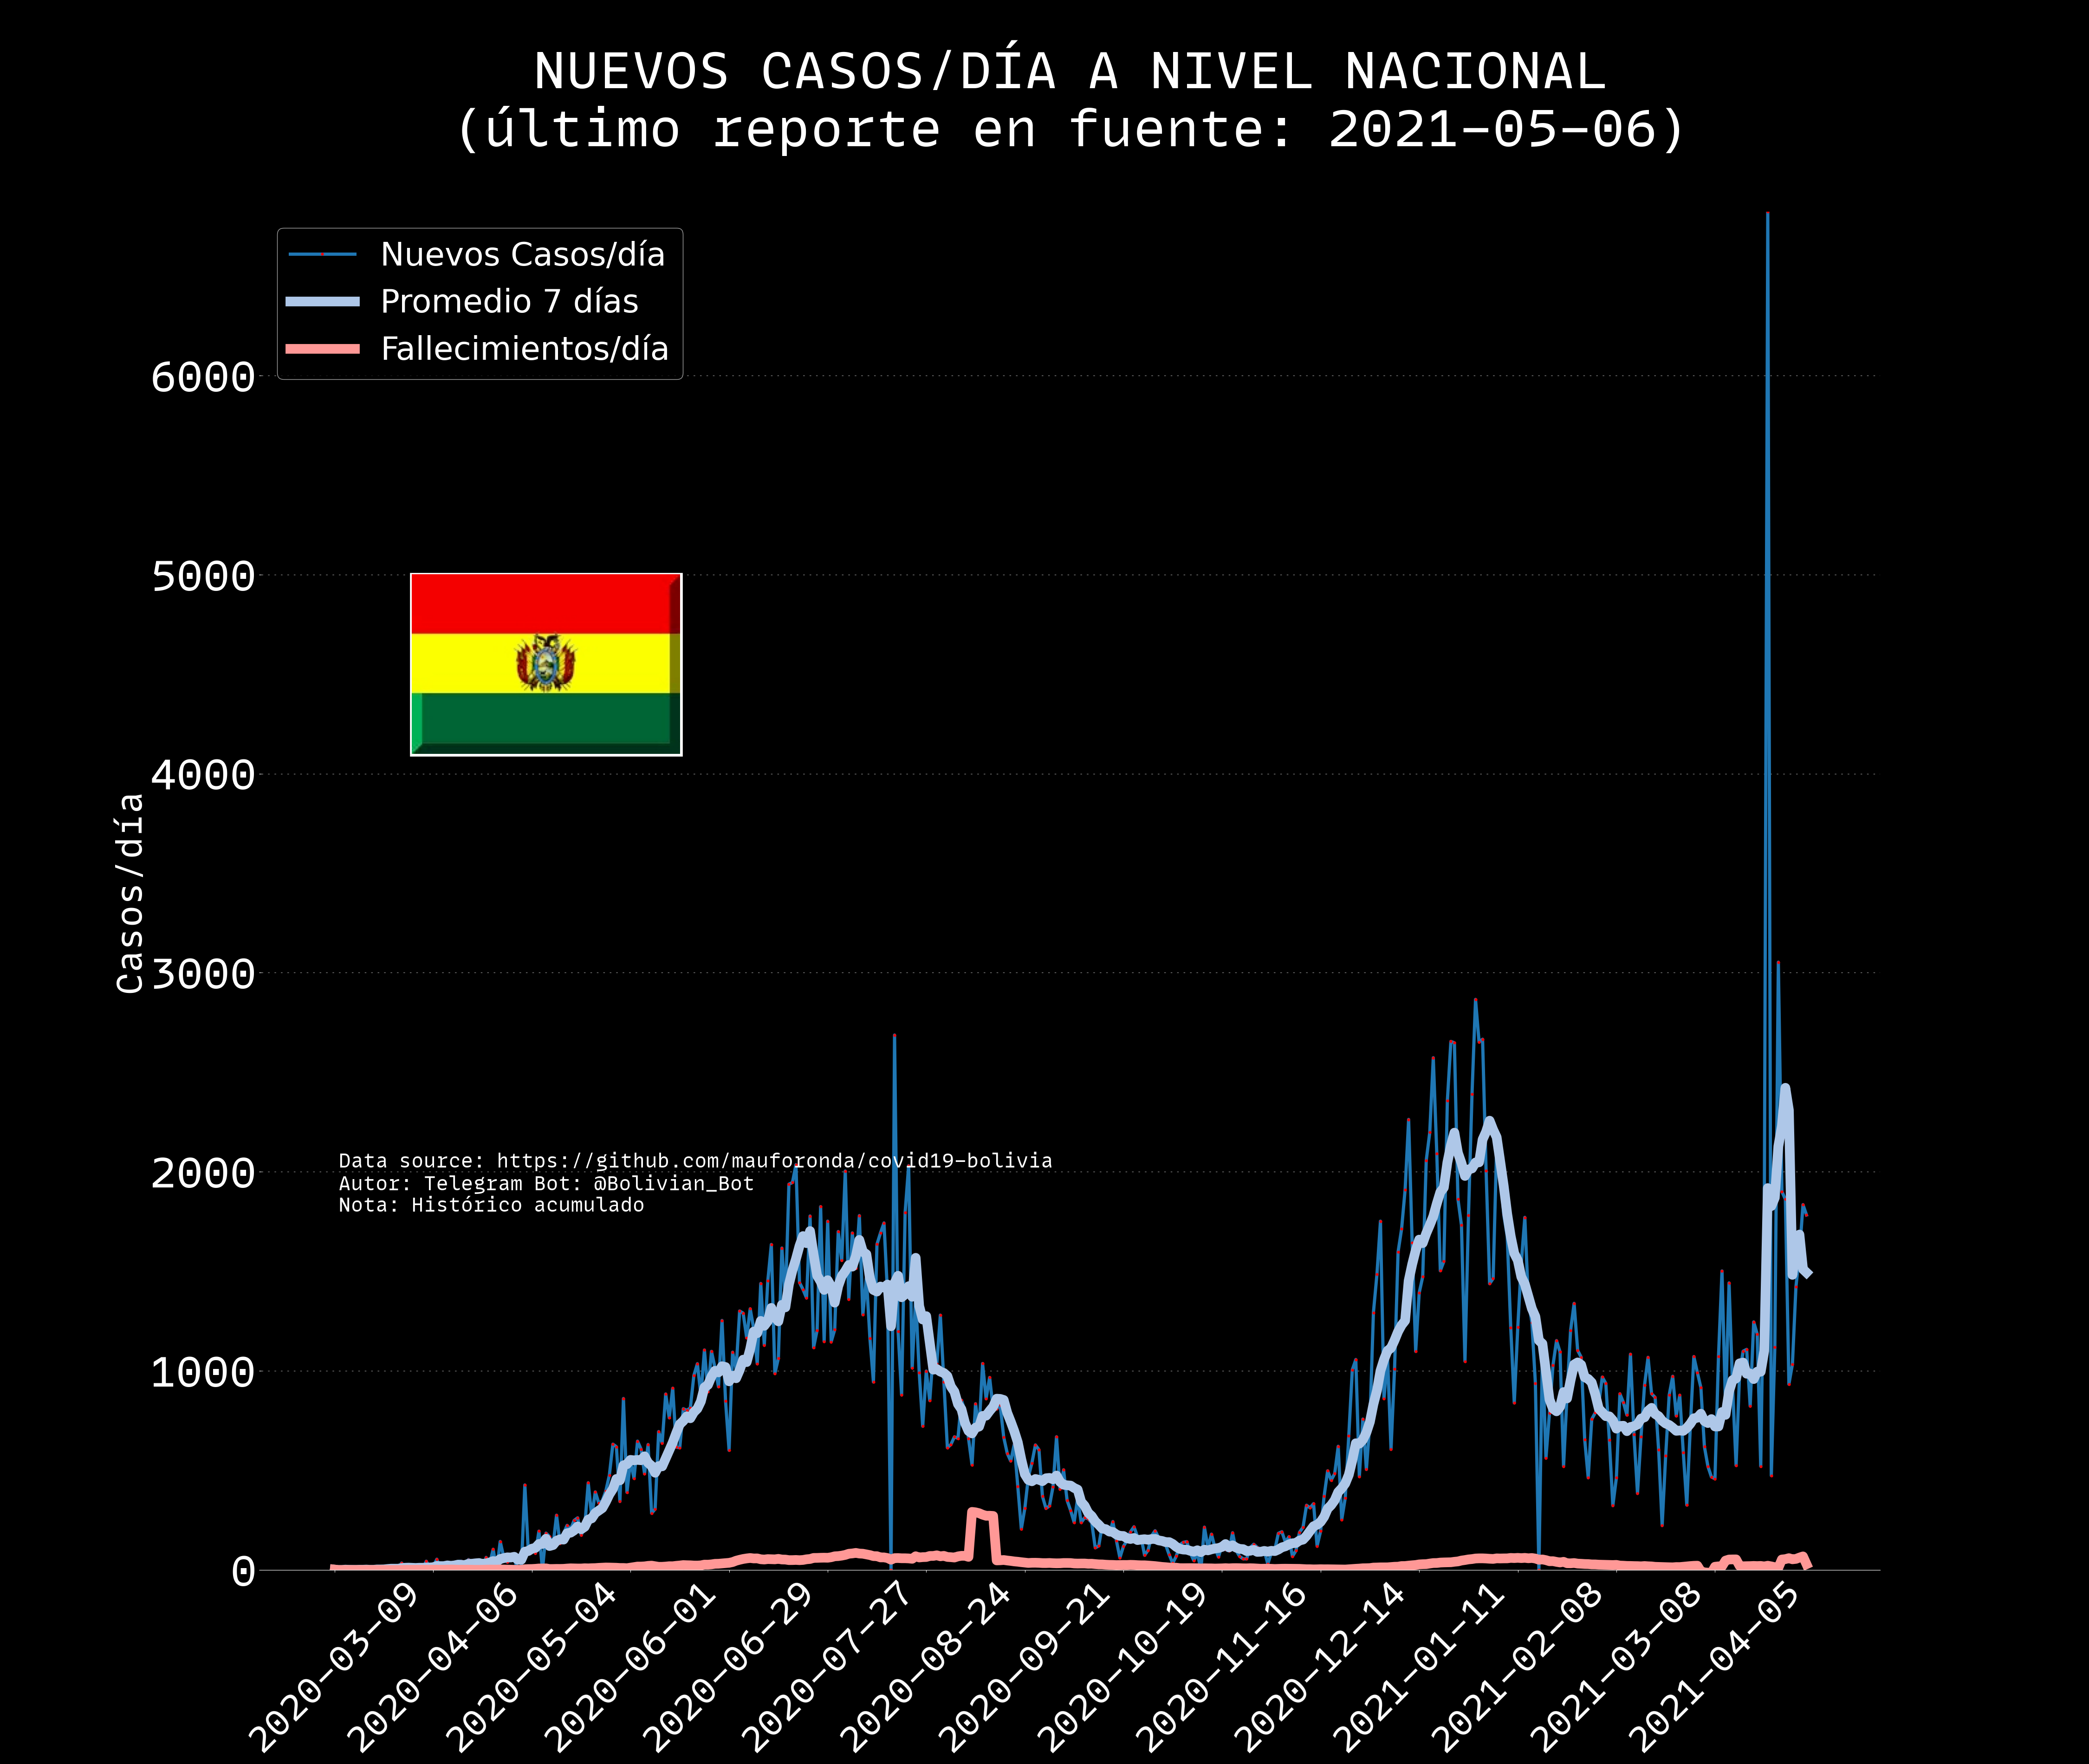 NUEVOS CASOS/DÍA A NIVEL NACIONAL
(último reporte en fuente: 2021-05-06)
Nuevos Casos/día
Promedio 7 días
Fallecimientos/día
6000
5000
4000
3000
2000
1000
0
Casos/día
Data source: https://github.com/mauforonda/covid19-bolivia
Autor: Telegram Bot: @Bolivian_Bot
Nota: Histórico acumulado
2020-03-09
2020-04-06
2020-05-04
2020-06-01
2020-06-29
2020-07-27
2020-08-24
2020-09-21
2020-10-19
2020-11-16
2020-12-14
2021-01-11
2021-02-08
2021-03-08
2021-04-05